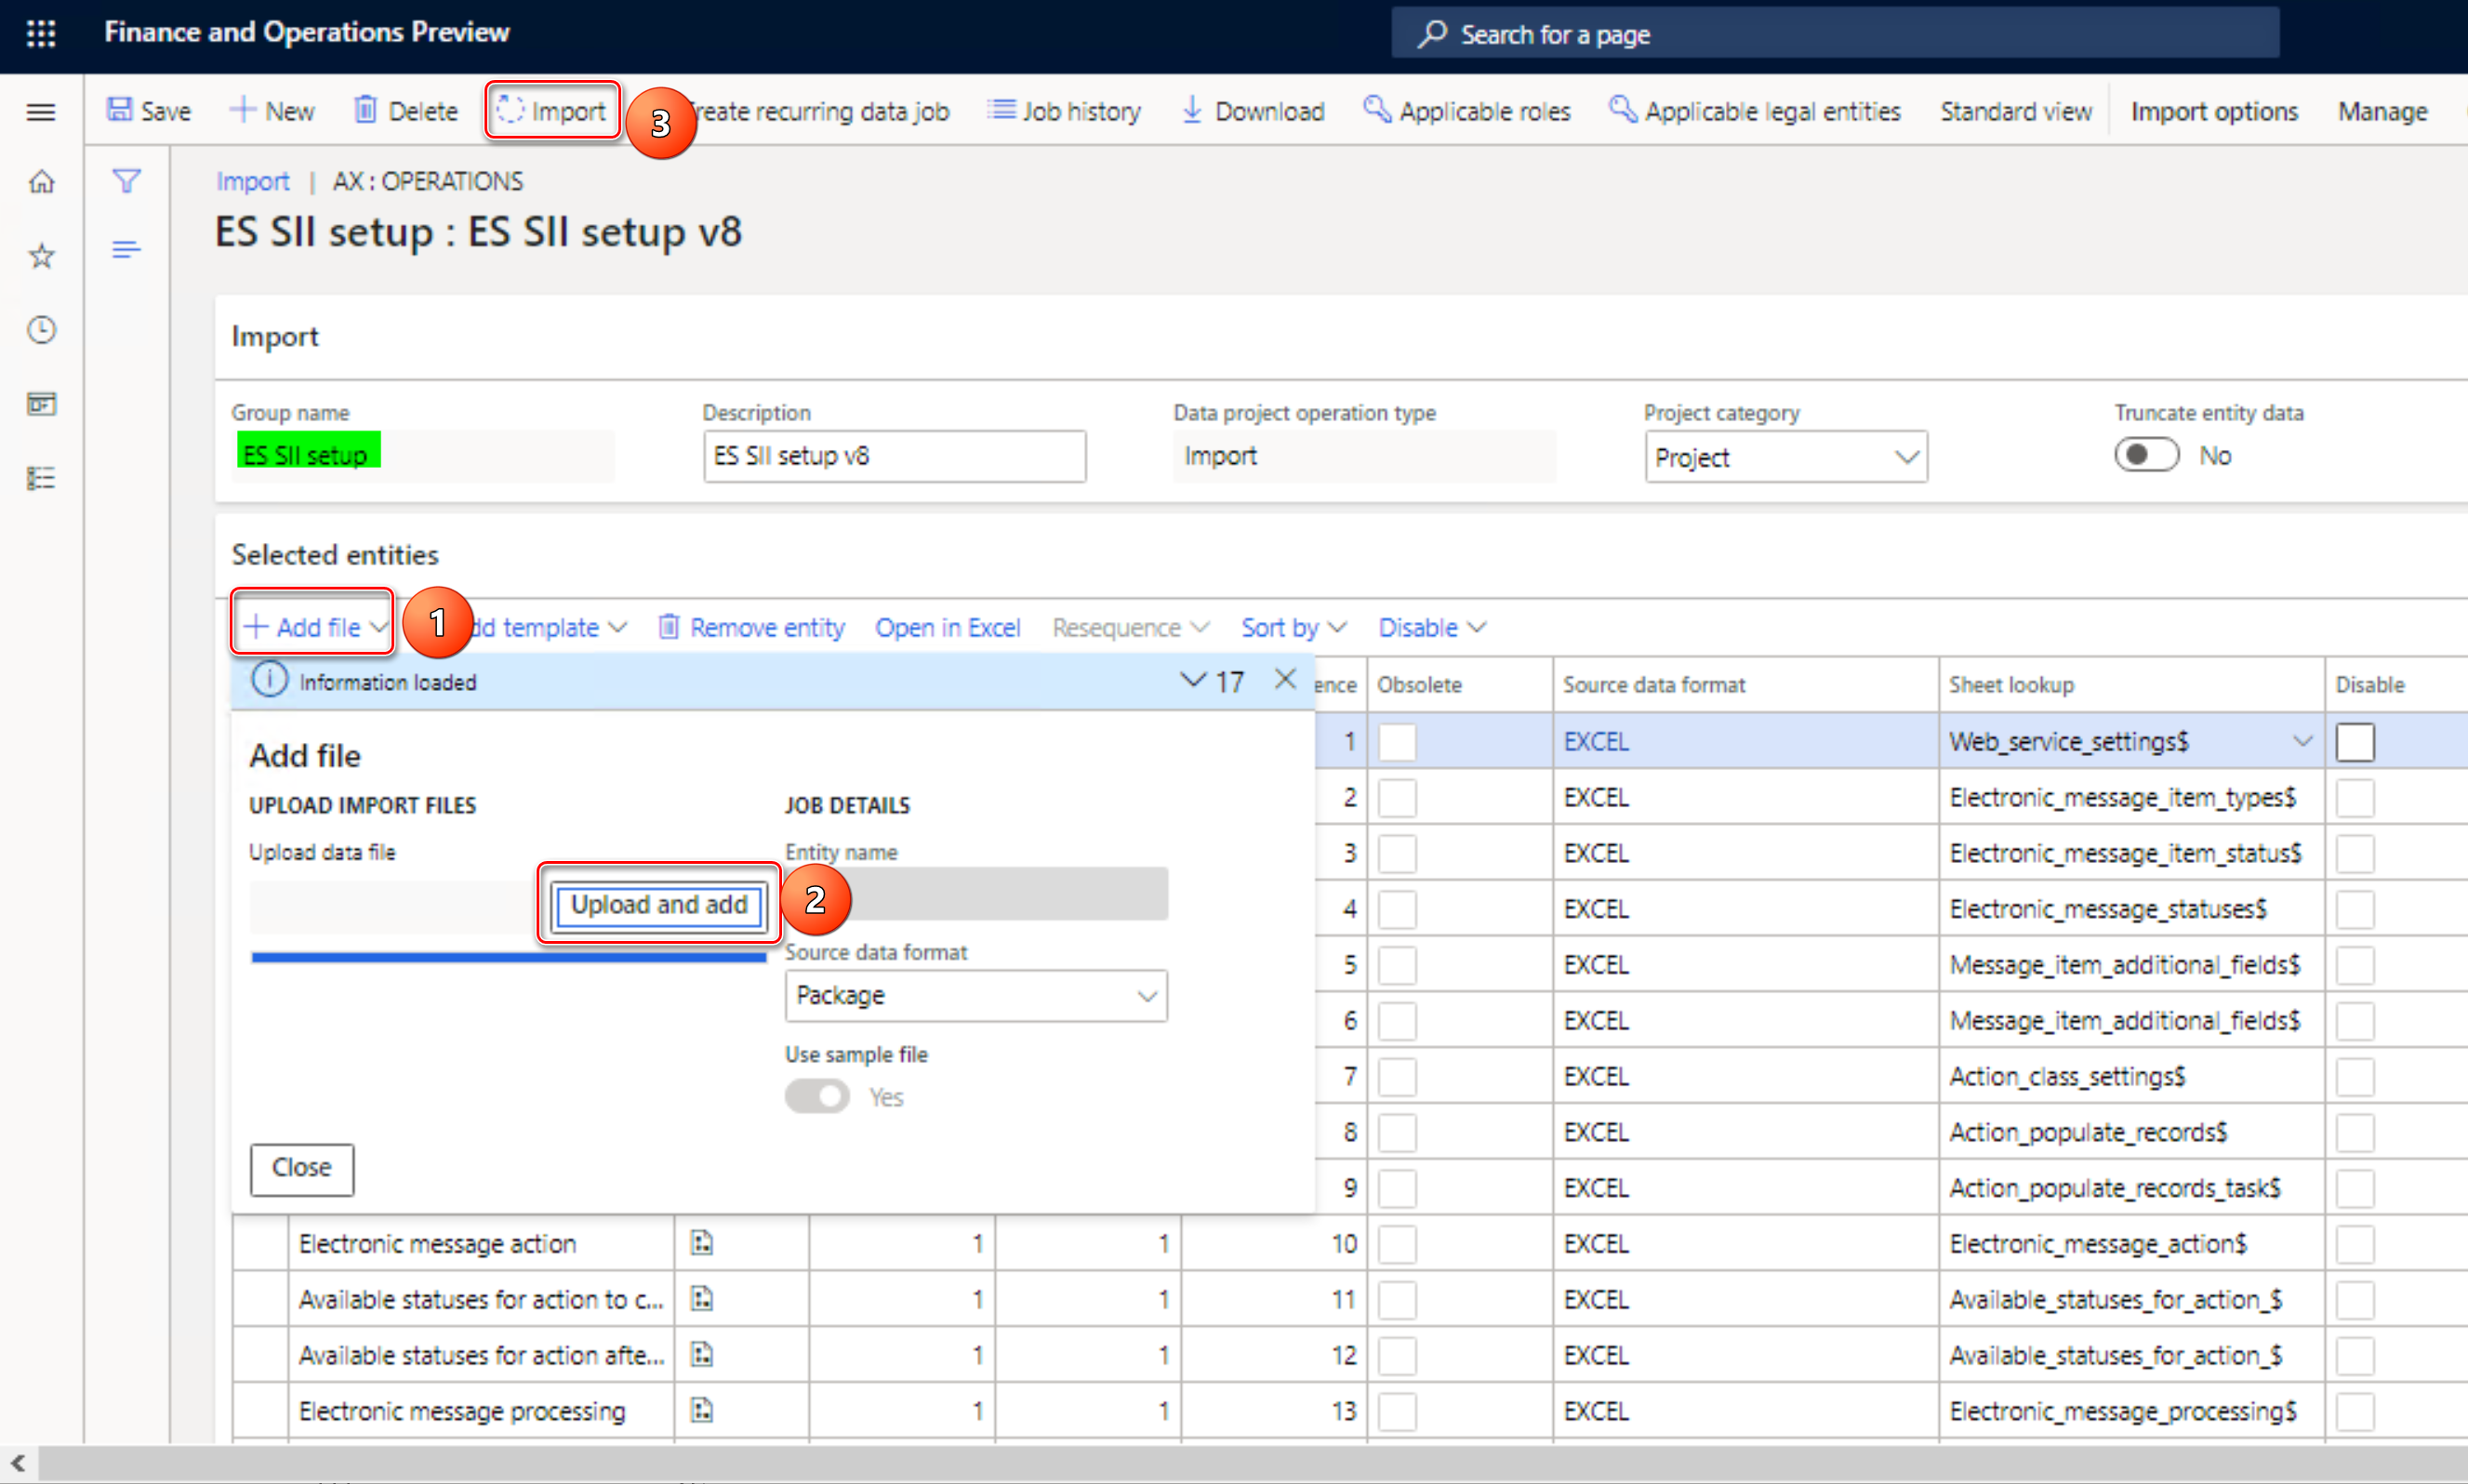 Finance and Operations Preview
Search for a page
Save
New
Delete
Import
3
reate recurring data job
Job history
Download
Applicable roles
Applicable legal entities
Standard view
Import options
Manage
Import | AX : OPERATIONS
ES SII setup : ES SII setup v8
Import
Group name
Description
Data project operation type
Project category
Truncate entity data
ES SII setup
ES SII setup v8
Import
Project
No
Selected entities
Add file
1
dd template
Remove entity
Open in Excel
Resequence
Sort by
Disable
Information loaded
17
ence
Obsolete
Source data format
Sheet lookup
Disable
Add file
UPLOAD IMPORT FILES
JOB DETAILS
Upload data file
Entity name
Upload and add
2
Source data format
Package
Use sample file
Yes
Close
1 EXCEL Web_service_settings$
2 EXCEL Electronic_message_item_types$
3 EXCEL Electronic_message_item_status$
4 EXCEL Electronic_message_statuses$
5 EXCEL Message_item_additional_fields$
6 EXCEL Message_item_additional_fields$
7 EXCEL Action_class_settings$
8 EXCEL Action_populate_records$
9 EXCEL Action_populate_records_task$
Electronic message action 1 1 10 EXCEL Electronic_message_action$
Available statuses for action to c... 1 1 11 EXCEL Available_statuses_for_action_$
Available statuses for action afte... 1 1 12 EXCEL Available_statuses_for_action_$
Electronic message processing 1 1 13 EXCEL Electronic_message_processing$